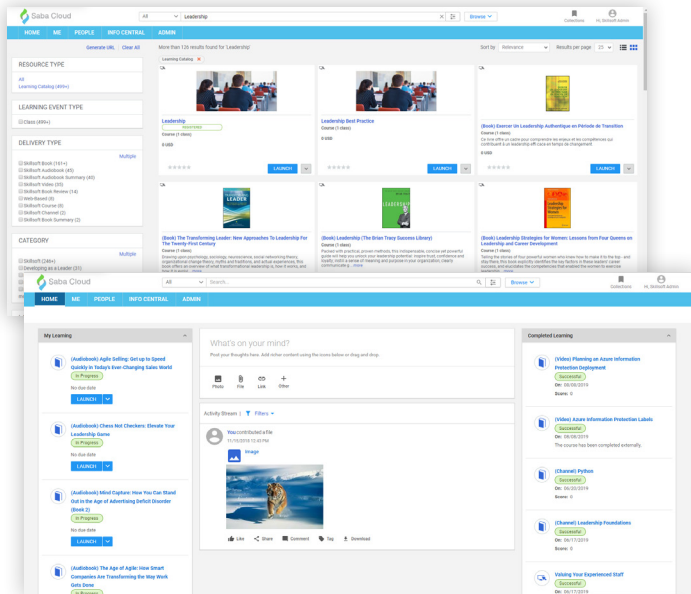 Saba Cloud
All
Leadership
Browse
Collections
Hi, Skillsoft Admin
HOME ME PEOPLE INFO CENTRAL ADMIN
Generate URL Clear All
More than 126 results found for 'Leadership'
Sort by Relevance
Results per page 25
Learning Catalog
RESOURCE TYPE
All
Learning Catalog (490+)
LEARNING EVENT TYPE
Class (490+)
DELIVERY TYPE
Multiple
Skillsoft Book (161+)
Skillsoft Audiobook (45)
Skillsoft Audiobook Summary (40)
Skillsoft Video (35)
Skillsoft Book Review (14)
Web-Based (8)
Skillsoft Channel (2)
Skillsoft Book Summary (2)
CATEGORY
Multiple
Skillsoft (246+)
Developing as a Leader (31)
Leadership
Course (1 class)
0 USD
LAUNCH
Leadership Best Practice
Course (1 class)
0 USD
LAUNCH
(Book) Exercer Un Leadership Authentique en Période de Transition
Course (1 class)
0 USD
LAUNCH
LEADER
LEADERSHIP
(Book) The Transforming Leader: New Approaches To Leadership For
The Twenty-First Century
Course (1 class)
(Book) Leadership (The Brian Tracy Success Library)
Course (1 class)
(Book) Leadership Strategies for Women: Lessons From Four Queens on
Leadership and Career Development
Course (1 class)
Saba Cloud
All
Search...
Browse
Collections
Hi, Skillsoft Admin
HOME ME PEOPLE INFO CENTRAL ADMIN
My Learning
(Audiobook) Agile Selling: Get up to Speed
Quickly in Today's Ever-Changing Sales World
In Progress
No due date
LAUNCH
(Audiobook) Chess Not Checkers: Elevate Your
Leadership Game
In Progress
No due date
LAUNCH
(Audiobook) Mind Capture: How You Can Stand
Out in the Age of Advertising Deficit Disorder
(Book 2)
In Progress
No due date
LAUNCH
(Audiobook) The Age of Agile: How Smart
Companies Are Transforming the Way Work
Gets Done
In Progress
What's on your mind?
Post your thoughts here. Add richer content using the icons below or drag and drop.
Photo File Link Other
Activity Stream | Filters
You contributed a file
11/19/2018 12:43 PM
Image
Like Share Comment Tag Download
Completed Learning
(Video) Planning an Azure Information
Protection Deployment
Successful
On: 08/08/2019
Score: 0
(Video) Azure Information Protection Labels
Successful
On: 08/08/2019
The course has been completed externally.
(Channel) Python
Successful
On: 06/20/2019
Score: 0
(Channel) Leadership Foundations
Successful
On: 06/17/2019
Score: 0
Valuing Your Experienced Staff
Successful
On: 06/17/2019